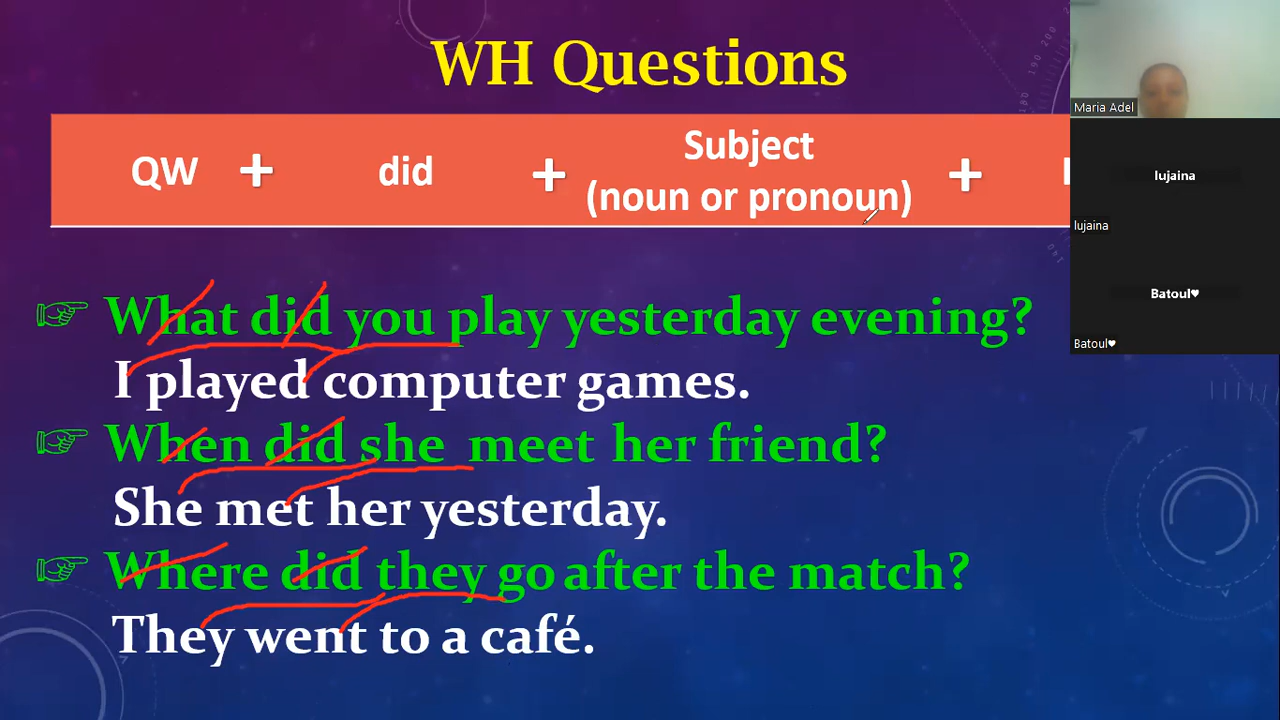 WH Questions
QW + did + Subject +
(noun or pronoun)
Maria Adel
lujaina
lujaina
Batoul♥
Batoul♥
☞ What did you play yesterday evening?
I played computer games.
☞ When did she meet her friend?
She met her yesterday.
☞ Where did they go after the match?
They went to a café.